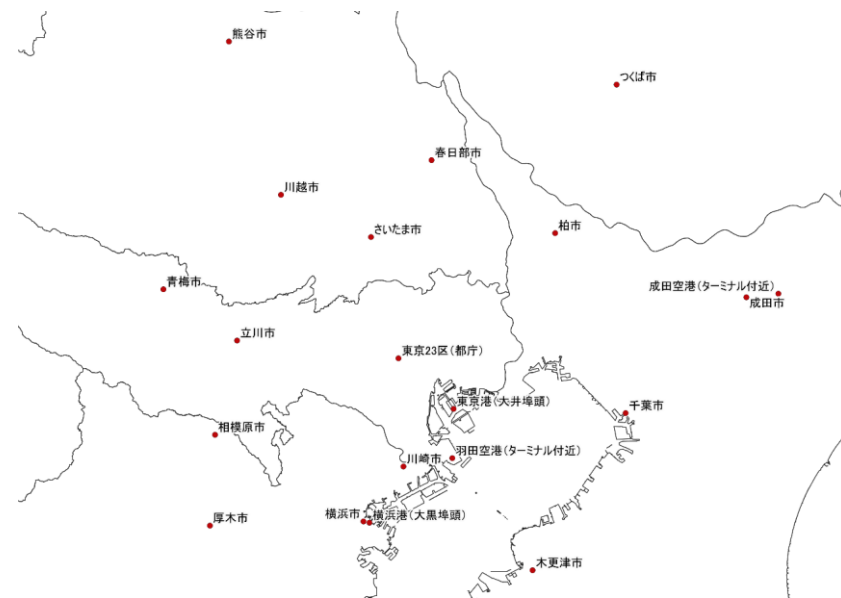 熊谷市
つくば市
春日部市
川越市
さいたま市
柏市
青梅市
成田空港(ターミナル付近)
成田市
立川市
東京23区(都庁)
東京港(大井埠頭)
千葉市
相模原市
川崎市
羽田空港(ターミナル付近)
厚木市
横浜市
横浜港(大黒埠頭)
木更津市